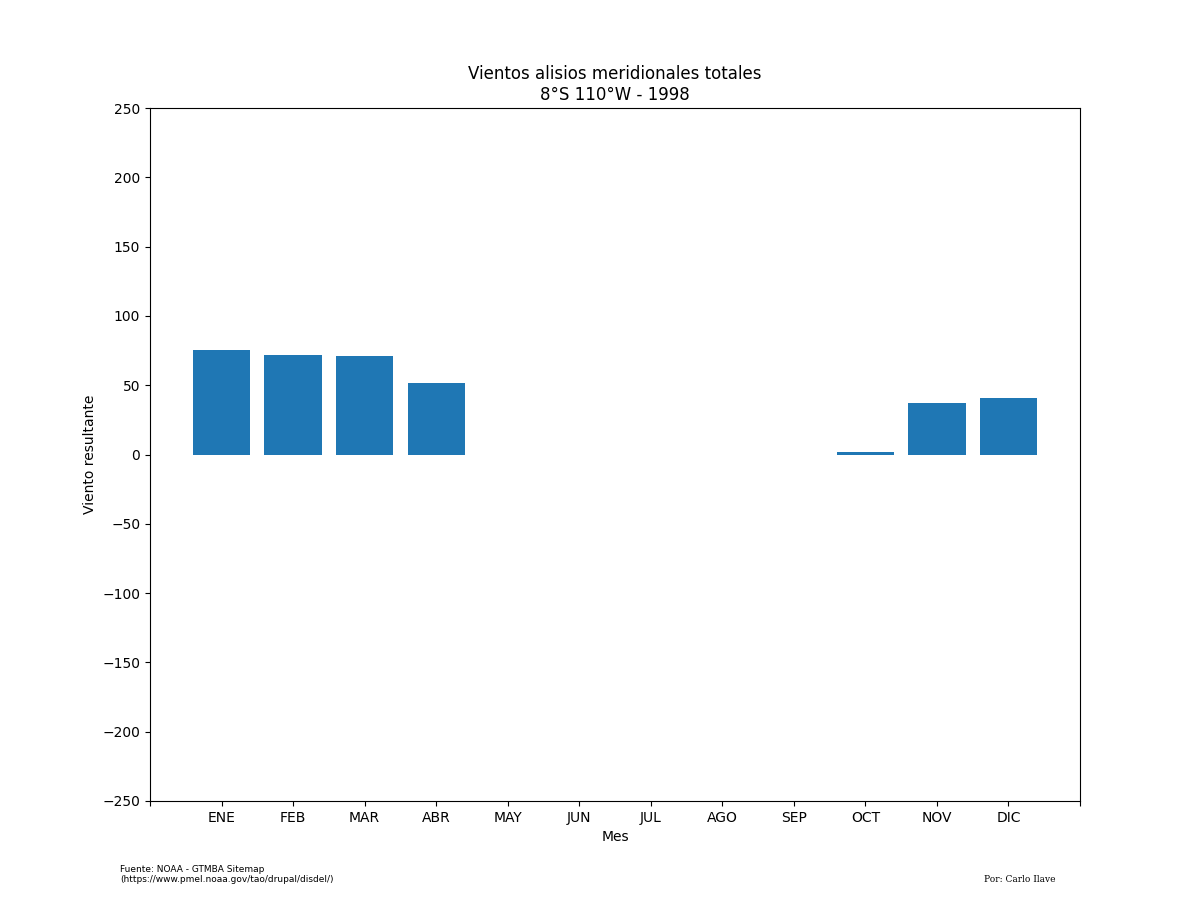 Vientos alisios meridionales totales
8°S 110°W - 1998
250
200
150
100
50
0
−50
−100
−150
−200
−250
Viento resultante
ENE FEB MAR ABR MAY JUN JUL AGO SEP OCT NOV DIC
Mes
Fuente: NOAA - GTMBA Sitemap
(https://www.pmel.noaa.gov/tao/drupal/disdel/)
Por: Carlo Ilave